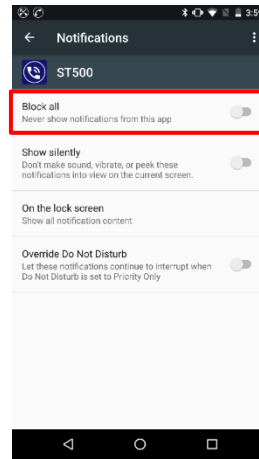 3:5
Notifications
ST500
Block all
Never show notifications from this app
Show silently
Don't make sound, vibrate, or peek these
notifications into view on the current screen.
On the lock screen
Show all notification content
Override Do Not Disturb
Let these notifications continue to interrupt when
Do Not Disturb is set to Priority Only